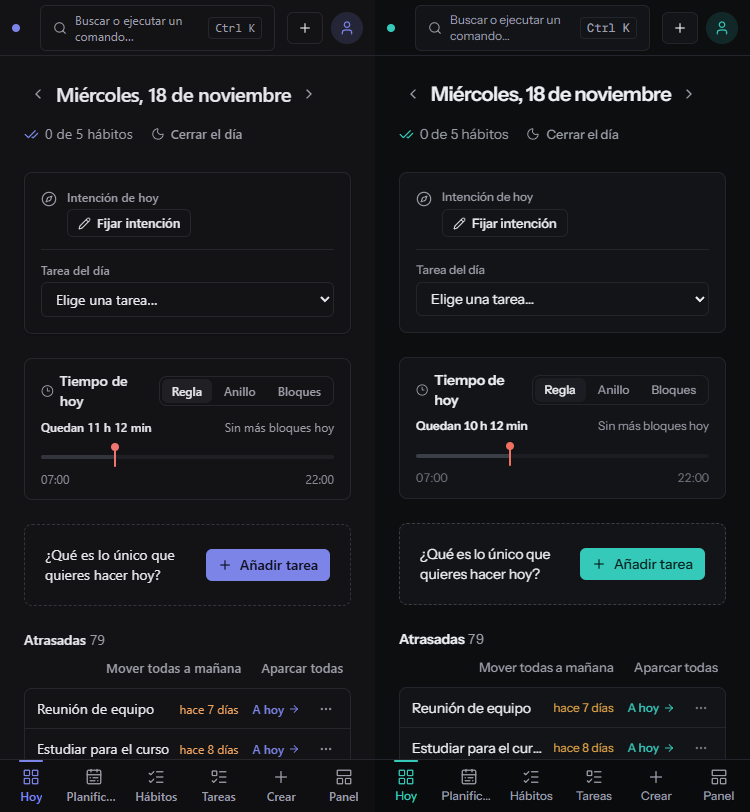 Buscar o ejecutar un
comando...
Ctrl K
Miércoles, 18 de noviembre
0 de 5 hábitos
Cerrar el día
Intención de hoy
Fijar intención
Tarea del día
Elige una tarea...
Tiempo de
hoy
Regla
Anillo
Bloques
Quedan 11 h 12 min
Sin más bloques hoy
07:00
22:00
¿Qué es lo único que
quieres hacer hoy?
Añadir tarea
Atrasadas 79
Mover todas a mañana
Aparcar todas
Reunión de equipo
hace 7 días
A hoy
Estudiar para el curso
hace 8 días
A hoy
Hoy
Planific...
Hábitos
Tareas
Crear
Panel
Buscar o ejecutar un
comando...
Ctrl K
Miércoles, 18 de noviembre
0 de 5 hábitos
Cerrar el día
Intención de hoy
Fijar intención
Tarea del día
Elige una tarea...
Tiempo de
hoy
Regla
Anillo
Bloques
Quedan 10 h 12 min
Sin más bloques hoy
07:00
22:00
¿Qué es lo único que
quieres hacer hoy?
Añadir tarea
Atrasadas 79
Mover todas a mañana
Aparcar todas
Reunión de equipo
hace 7 días
A hoy
Estudiar para el cur...
hace 8 días
A hoy
Hoy
Planific...
Hábitos
Tareas
Crear
Panel